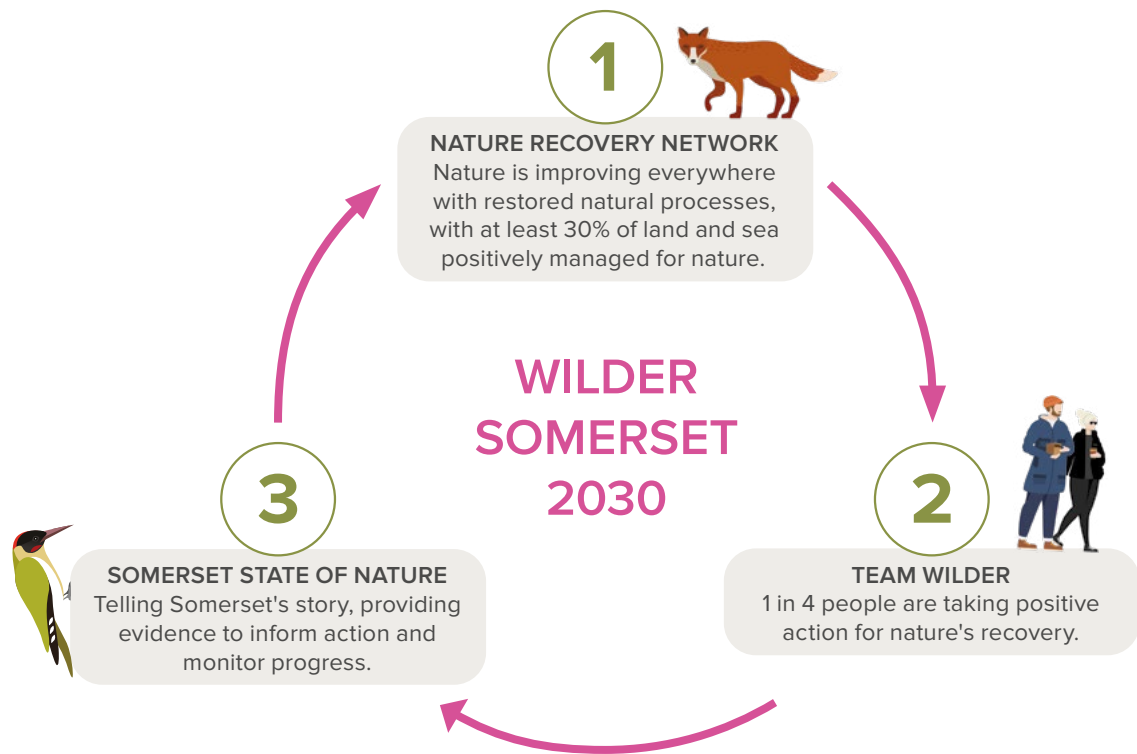 1
NATURE RECOVERY NETWORK
Nature is improving everywhere
with restored natural processes,
with at least 30% of land and sea
positively managed for nature.
WILDER
SOMERSET
2030
2
TEAM WILDER
1 in 4 people are taking positive
action for nature's recovery.
3
SOMERSET STATE OF NATURE
Telling Somerset's story, providing
evidence to inform action and
monitor progress.